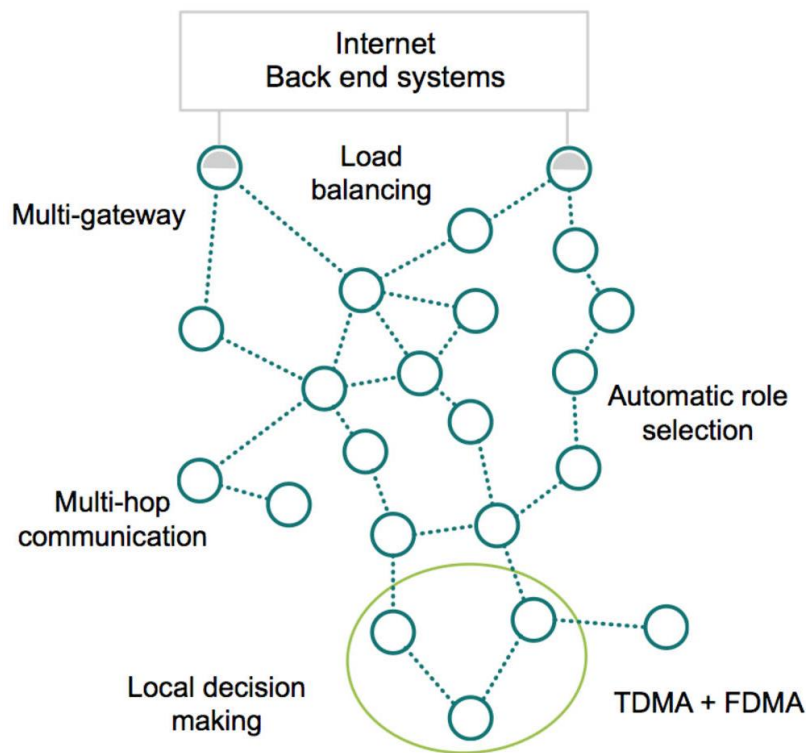 Internet
Back end systems
Load
balancing
Multi-gateway
Automatic role
selection
Multi-hop
communication
Local decision
making
TDMA + FDMA